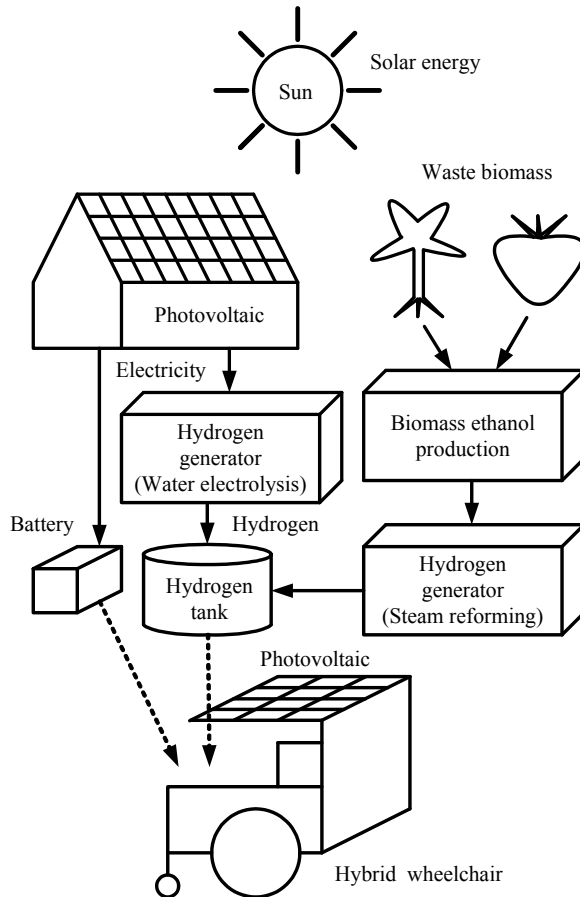 Solar energy
Sun
Waste biomass
Photovoltaic
Electricity
Hydrogen
generator
(Water electrolysis)
Biomass ethanol
production
Battery
Hydrogen
Hydrogen
tank
Hydrogen
generator
(Steam reforming)
Photovoltaic
Hybrid wheelchair